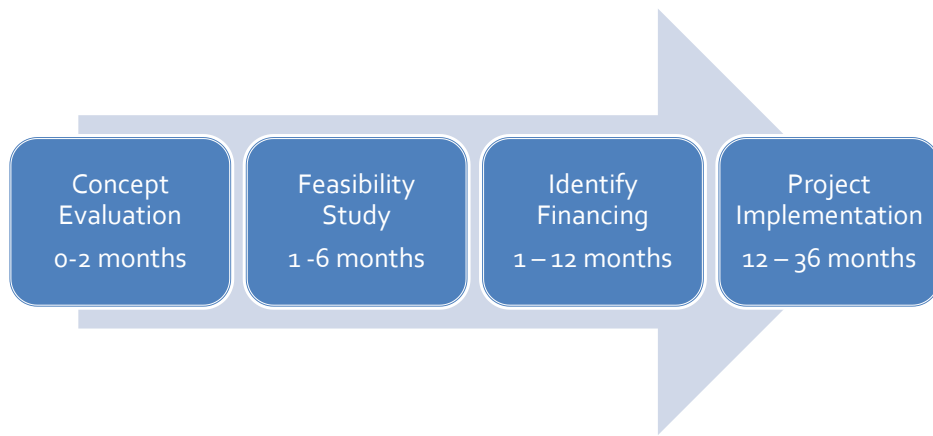 Concept
Evaluation
0-2 months
Feasibility
Study
1 -6 months
Identify
Financing
1 – 12 months
Project
Implementation
12 – 36 months